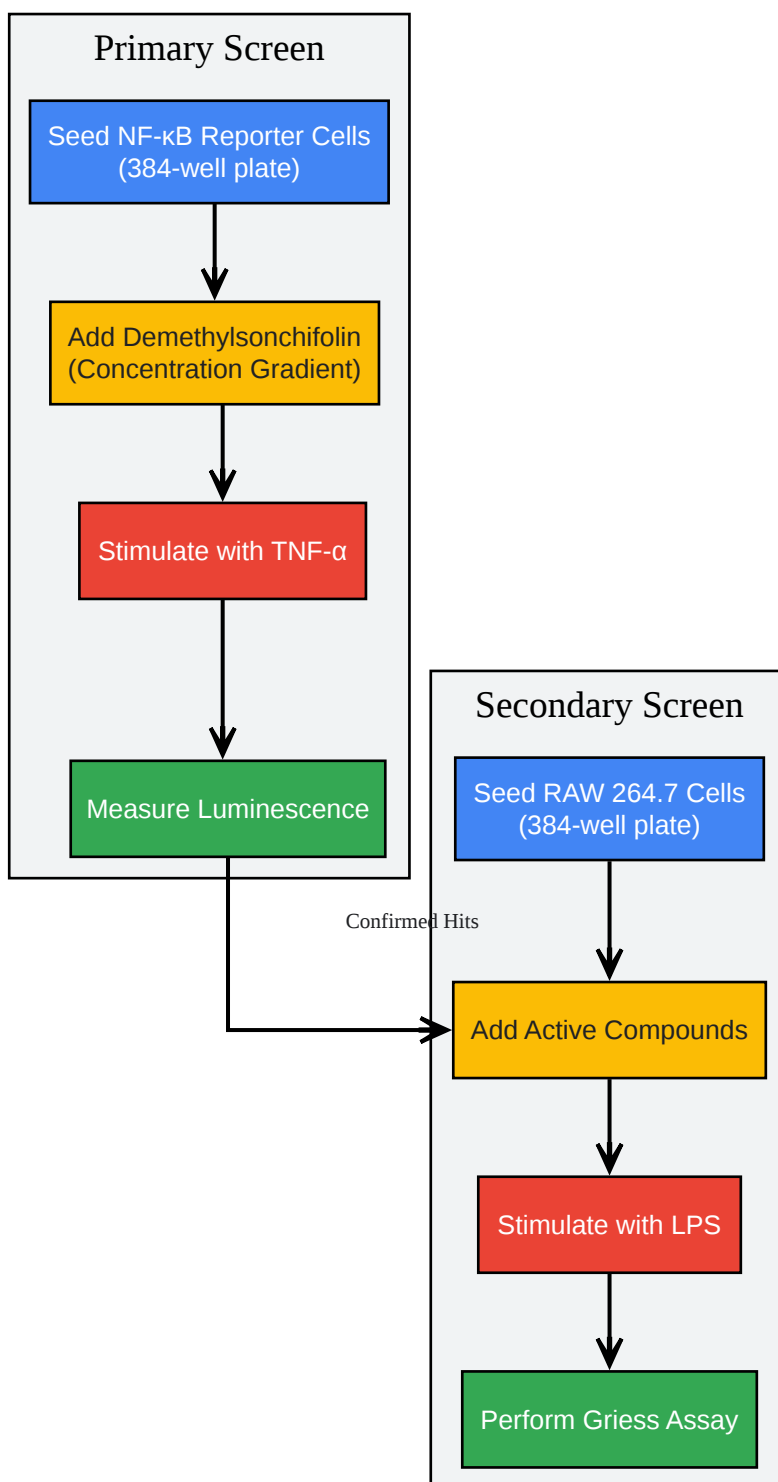 Primary Screen
Seed NF-κB Reporter Cells
(384-well plate)
Add Demethylsonchifolin
(Concentration Gradient)
Stimulate with TNF-α
Measure Luminescence
Confirmed Hits
Secondary Screen
Seed RAW 264.7 Cells
(384-well plate)
Add Active Compounds
Stimulate with LPS
Perform Griess Assay